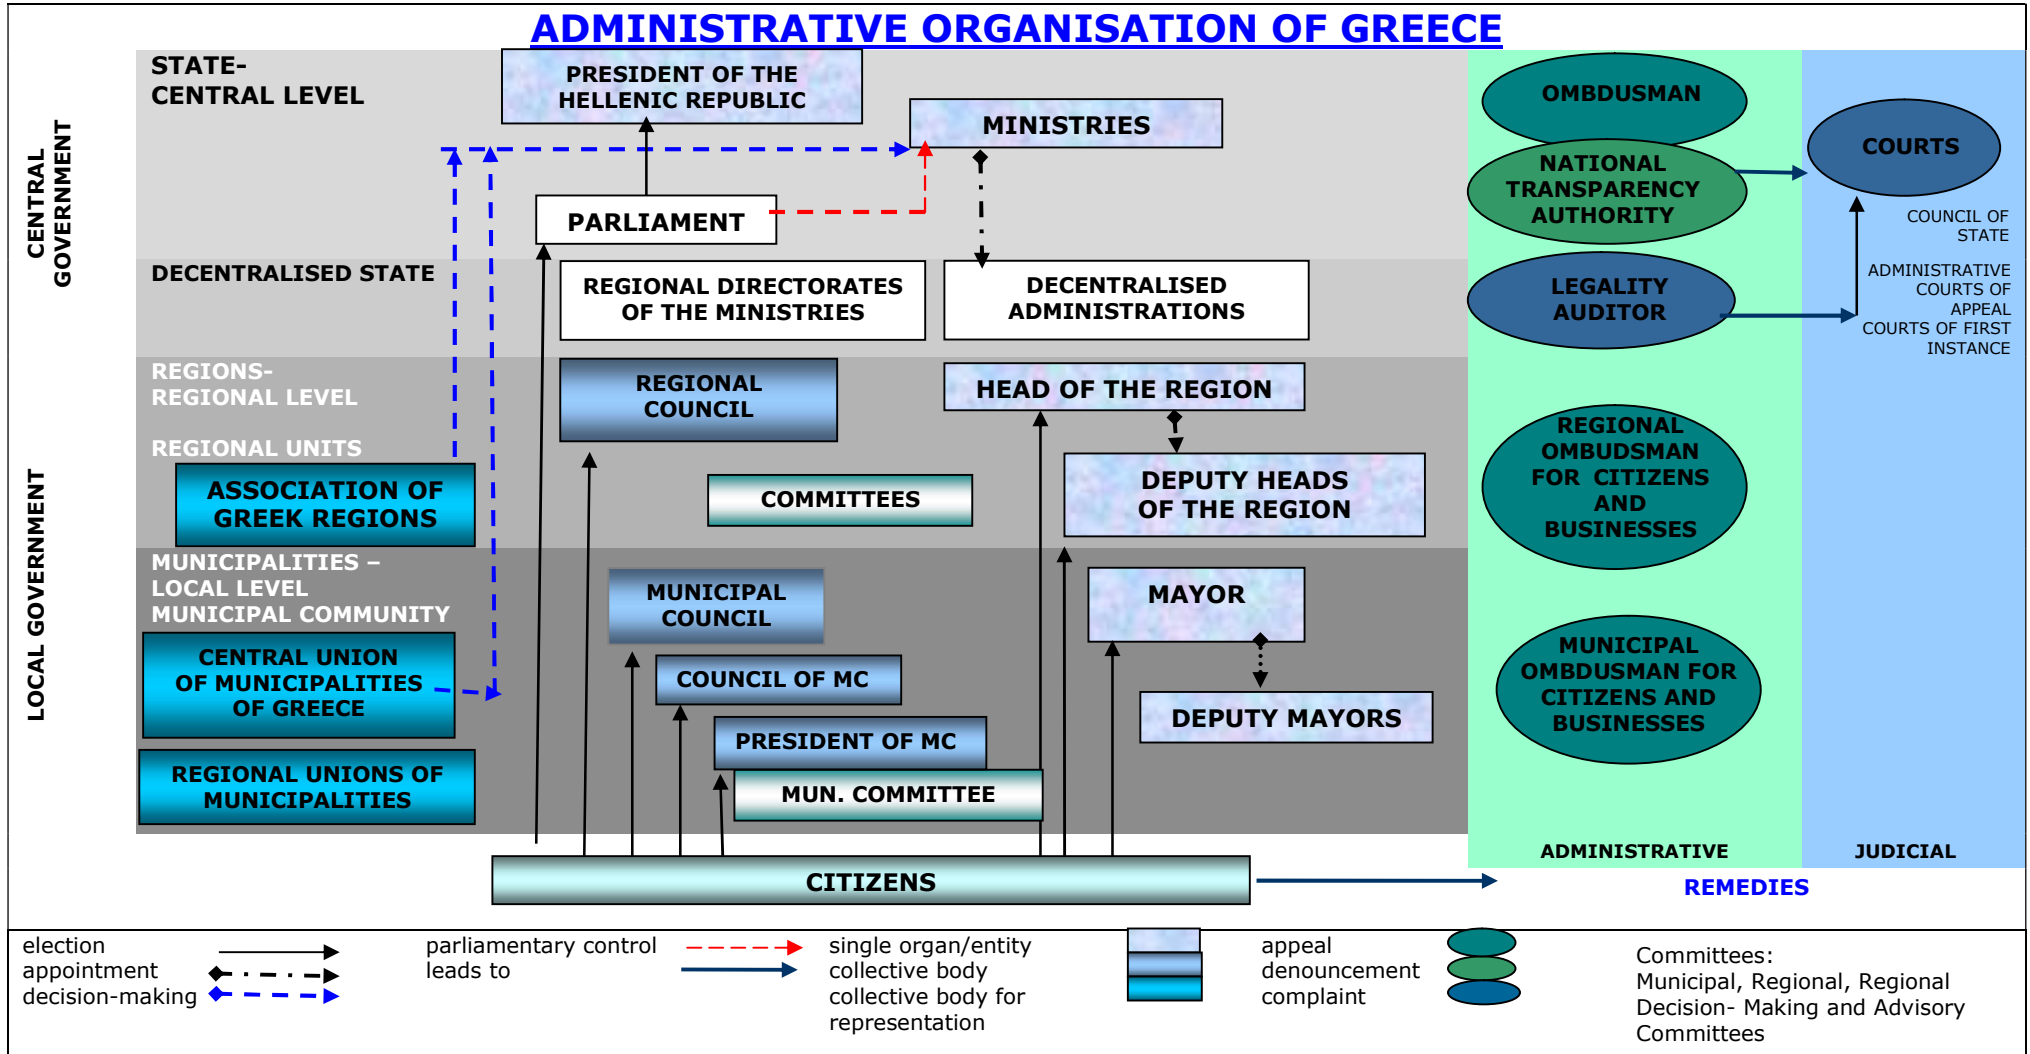 ADMINISTRATIVE ORGANISATION OF GREECE
CENTRAL
GOVERNMENT
LOCAL GOVERNMENT
STATE-
CENTRAL LEVEL
PRESIDENT OF THE
HELLENIC REPUBLIC
MINISTRIES
PARLIAMENT
DECENTRALISED STATE
REGIONAL DIRECTORATES
OF THE MINISTRIES
DECENTRALISED
ADMINISTRATIONS
REGIONS-
REGIONAL LEVEL
REGIONAL UNITS
ASSOCIATION OF
GREEK REGIONS
REGIONAL
COUNCIL
COMMITTEES
HEAD OF THE REGION
DEPUTY HEADS
OF THE REGION
MUNICIPALITIES –
LOCAL LEVEL
MUNICIPAL COMMUNITY
CENTRAL UNION
OF MUNICIPALITIES
OF GREECE
REGIONAL UNIONS OF
MUNICIPALITIES
MUNICIPAL
COUNCIL
COUNCIL OF MC
PRESIDENT OF MC
MUN. COMMITTEE
MAYOR
DEPUTY MAYORS
CITIZENS
OMBDUSMAN
NATIONAL
TRANSPARENCY
AUTHORITY
LEGALITY
AUDITOR
REGIONAL
OMBUDSMAN
FOR CITIZENS
AND
BUSINESSES
MUNICIPAL
OMBDUSMAN FOR
CITIZENS AND
BUSINESSES
ADMINISTRATIVE
COURTS
COUNCIL OF
STATE
ADMINISTRATIVE
COURTS OF
APPEAL
COURTS OF FIRST
INSTANCE
JUDICIAL
REMEDIES
election
appointment
decision-making
parliamentary control
leads to
single organ/entity
collective body
collective body for
representation
appeal
denouncement
complaint
Committees:
Municipal, Regional, Regional
Decision- Making and Advisory
Committees